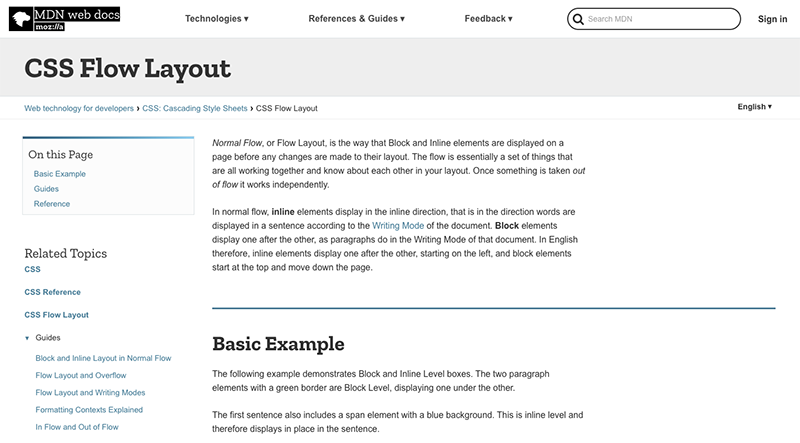 MDN web docs
moz://a
Technologies ▾
References & Guides ▾
Feedback ▾
Search MDN
Sign in
CSS Flow Layout
Web technology for developers › CSS: Cascading Style Sheets › CSS Flow Layout
English ▾
On this Page
Basic Example
Guides
Reference
Related Topics
CSS
CSS Reference
CSS Flow Layout
▾ Guides
Block and Inline Layout in Normal Flow
Flow Layout and Overflow
Flow Layout and Writing Modes
Formatting Contexts Explained
In Flow and Out of Flow
Normal Flow, or Flow Layout, is the way that Block and Inline elements are displayed on a
page before any changes are made to their layout. The flow is essentially a set of things that
are all working together and know about each other in your layout. Once something is taken out
of flow it works independently.
In normal flow, inline elements display in the inline direction, that is in the direction words are
displayed in a sentence according to the Writing Mode of the document. Block elements
display one after the other, as paragraphs do in the Writing Mode of that document. In English
therefore, inline elements display one after the other, starting on the left, and block elements
start at the top and move down the page.
Basic Example
The following example demonstrates Block and Inline Level boxes. The two paragraph
elements with a green border are Block Level, displaying one under the other.
The first sentence also includes a span element with a blue background. This is inline level and
therefore displays in place in the sentence.